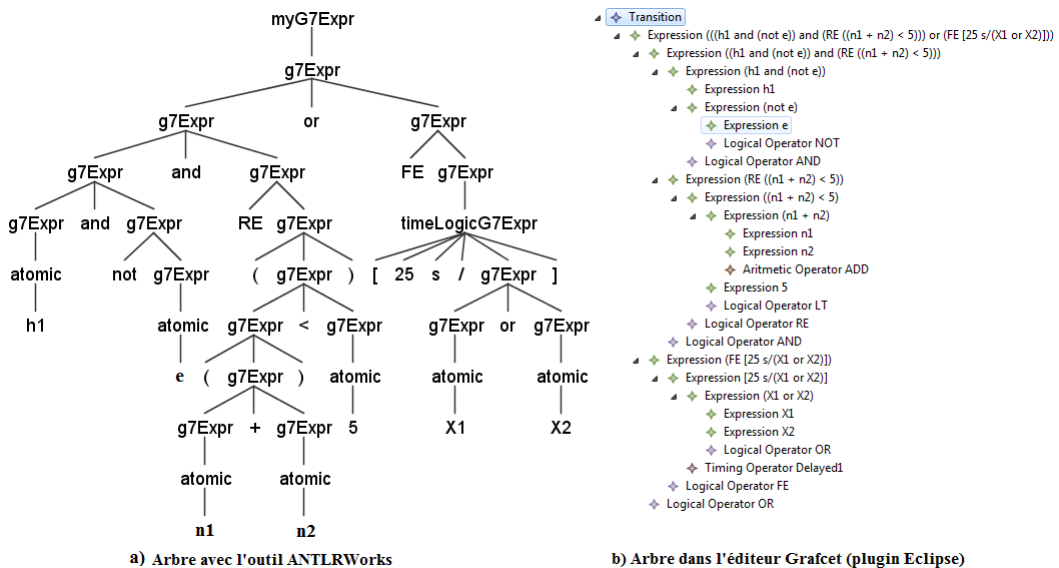 myG7Expr
g7Expr
g7Expr or g7Expr
g7Expr and g7Expr FE g7Expr
g7Expr and g7Expr RE g7Expr timeLogicG7Expr
atomic not g7Expr ( g7Expr ) [ 25 s / g7Expr ]
h1 atomic g7Expr < g7Expr g7Expr or g7Expr
e ( g7Expr ) atomic atomic atomic
g7Expr + g7Expr 5 X1 X2
atomic atomic
n1 n2
a) Arbre avec l'outil ANTLRWorks
Transition
Expression (((h1 and (not e)) and (RE ((n1 + n2) < 5))) or (FE [25 s/(X1 or X2)]))
Expression ((h1 and (not e)) and (RE ((n1 + n2) < 5)))
Expression (h1 and (not e))
Expression h1
Expression (not e)
Expression e
Logical Operator NOT
Logical Operator AND
Expression (RE ((n1 + n2) < 5))
Expression ((n1 + n2) < 5)
Expression (n1 + n2)
Expression n1
Expression n2
Aritmetic Operator ADD
Expression 5
Logical Operator LT
Logical Operator RE
Logical Operator AND
Expression (FE [25 s/(X1 or X2)])
Expression [25 s/(X1 or X2)]
Expression (X1 or X2)
Expression X1
Expression X2
Logical Operator OR
Timing Operator Delayed1
Logical Operator FE
Logical Operator OR
b) Arbre dans l'éditeur Grafcet (plugin Eclipse)